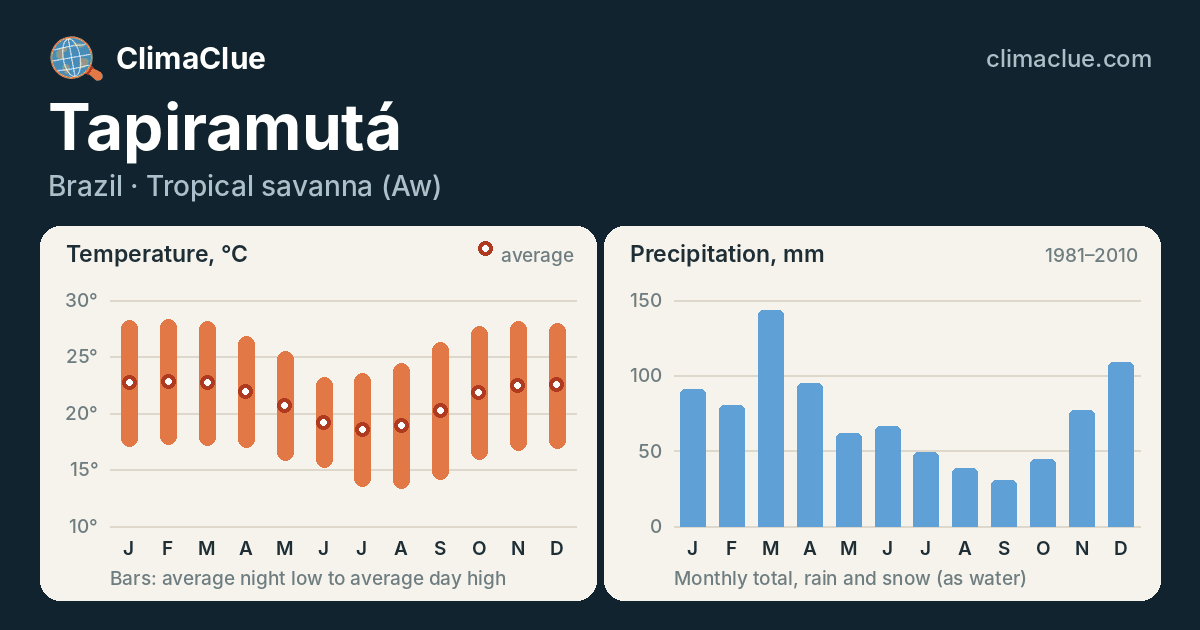 ClimaClue
climaclue.com
Tapiramutá
Brazil · Tropical savanna (Aw)
Temperature, °C
average
30°
25°
20°
15°
10°
J F M A M J J A S O N D
Bars: average night low to average day high
Precipitation, mm
1981–2010
150
100
50
0
J F M A M J J A S O N D
Monthly total, rain and snow (as water)